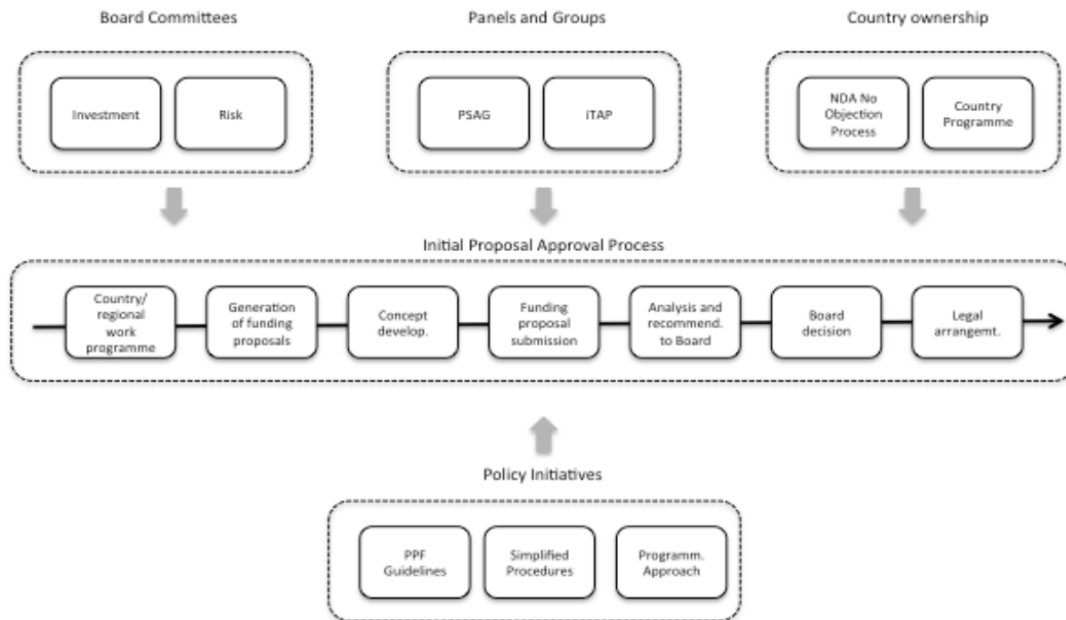 Board Committees
Investment
Risk
Panels and Groups
PSAG
iTAP
Country ownership
NDA No
Objection
Process
Country
Programme
Initial Proposal Approval Process
Country/
regional
work
programme
Generation
of funding
proposals
Concept
develop.
Funding
proposal
submission
Analysis and
recommend.
to Board
Board
decision
Legal
arrangemt.
Policy Initiatives
PPF
Guidelines
Simplified
Procedures
Programm.
Approach